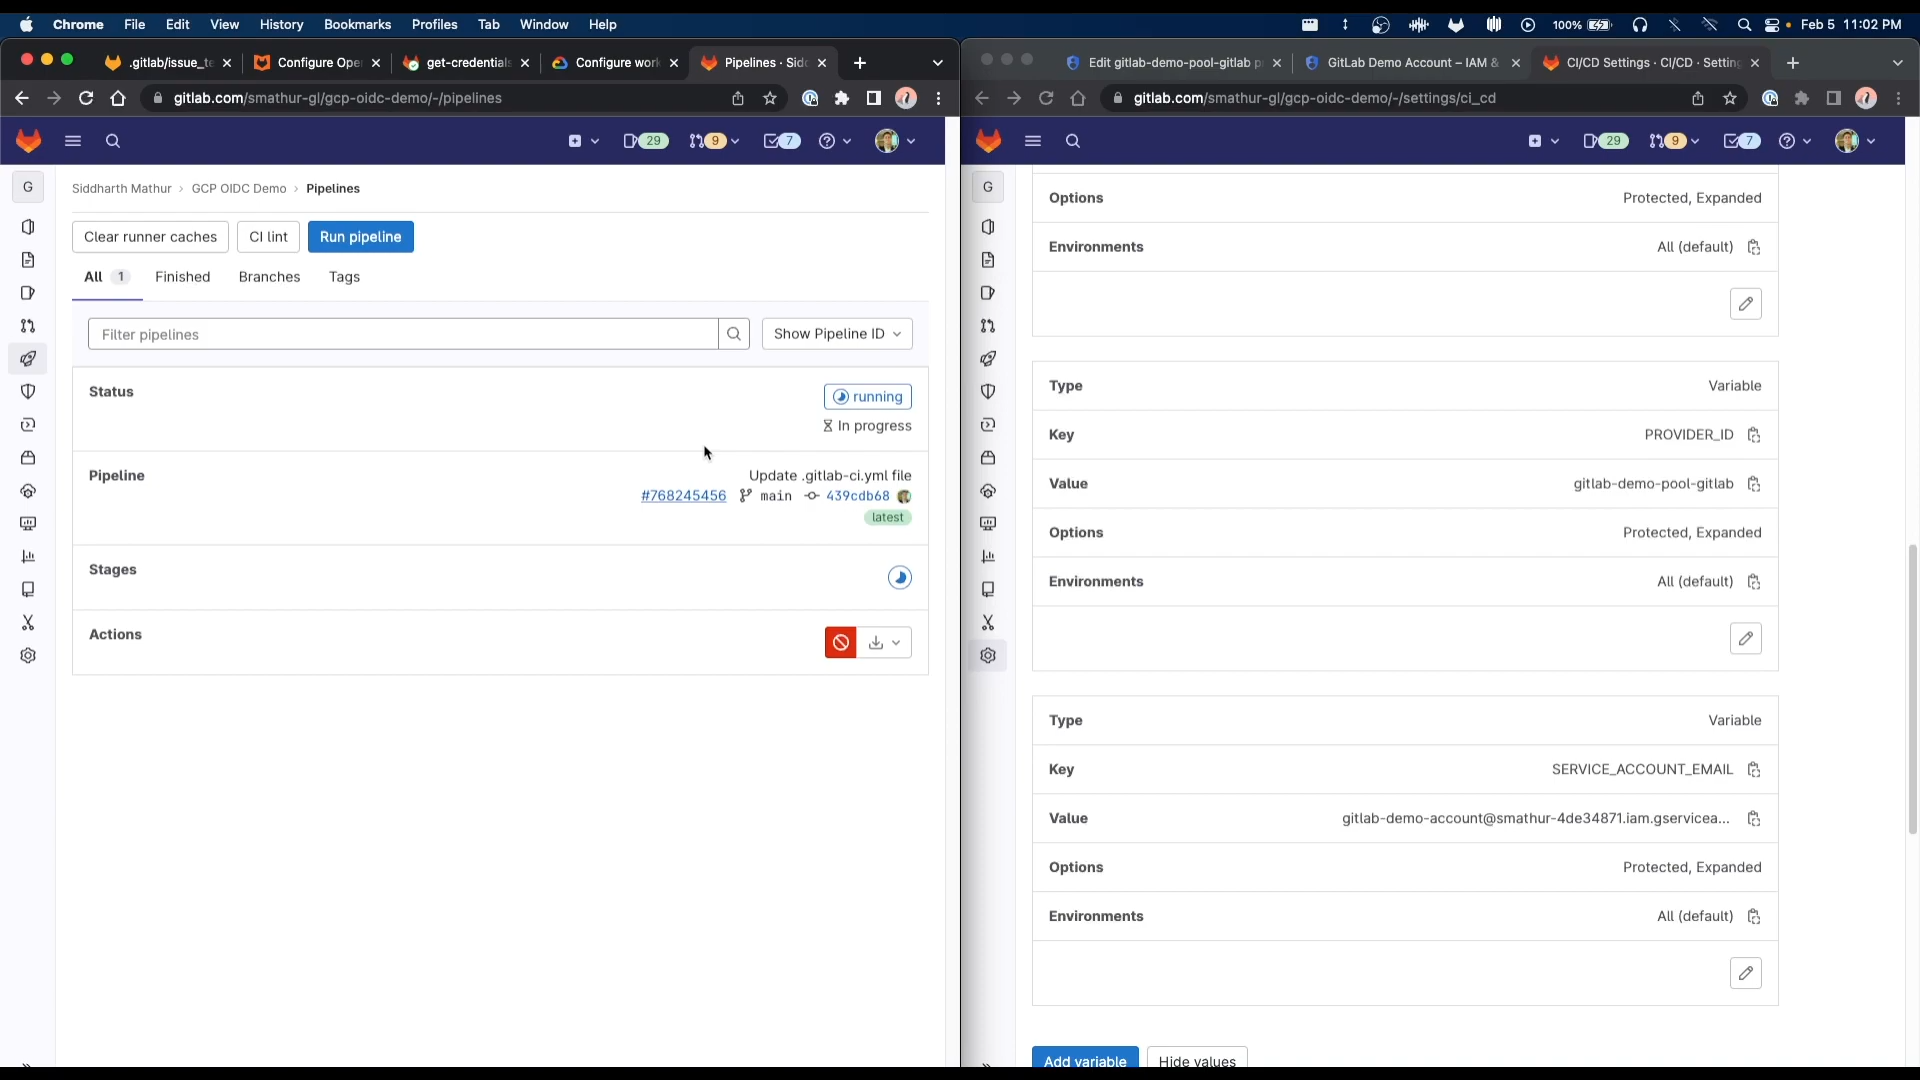 Chrome File Edit View History Bookmarks Profiles Tab Window Help
100% Feb 5 11:02 PM
.gitlab/issue_te
Configure Ope
get-credentials
Configure work
Pipelines · Sidd
gitlab.com/smathur-gl/gcp-oidc-demo/-/pipelines
29 9 7
G
Siddharth Mathur › GCP OIDC Demo › Pipelines
Clear runner caches CI lint Run pipeline
All 1 Finished Branches Tags
Filter pipelines Show Pipeline ID
Status running
In progress
Pipeline Update .gitlab-ci.yml file
#768245456 main 439cdb68
latest
Stages
Actions
Edit gitlab-demo-pool-gitlab p
GitLab Demo Account – IAM &
CI/CD Settings · CI/CD · Setting
gitlab.com/smathur-gl/gcp-oidc-demo/-/settings/ci_cd
29 9 7
G
Options Protected, Expanded
Environments All (default)
Type Variable
Key PROVIDER_ID
Value gitlab-demo-pool-gitlab
Options Protected, Expanded
Environments All (default)
Type Variable
Key SERVICE_ACCOUNT_EMAIL
Value gitlab-demo-account@smathur-4de34871.iam.gservicea...
Options Protected, Expanded
Environments All (default)
Add variable Hide values